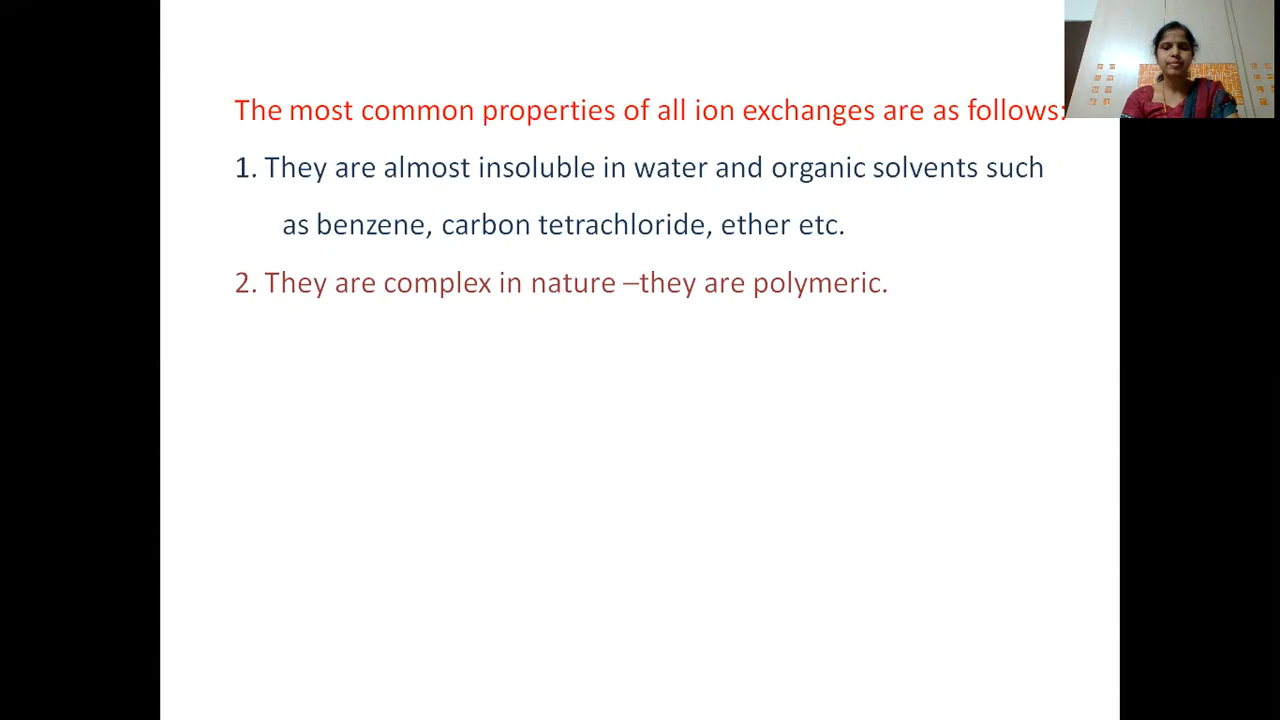 The most common properties of all ion exchanges are as follows:
1. They are almost insoluble in water and organic solvents such
as benzene, carbon tetrachloride, ether etc.
2. They are complex in nature –they are polymeric.